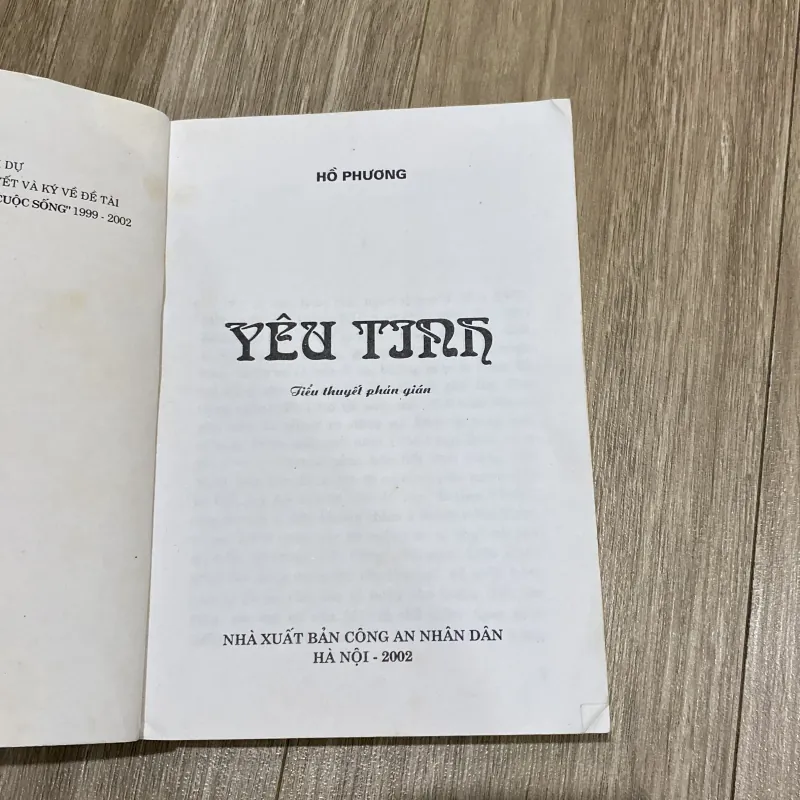 DỰ
VÀ KÝ VỀ ĐỀ TÀI
CUỘC SỐNG" 1999 - 2002
HỒ PHƯƠNG
YÊU TINH
Tiểu thuyết phản gián
NHÀ XUẤT BẢN CÔNG AN NHÂN DÂN
HÀ NỘI - 2002